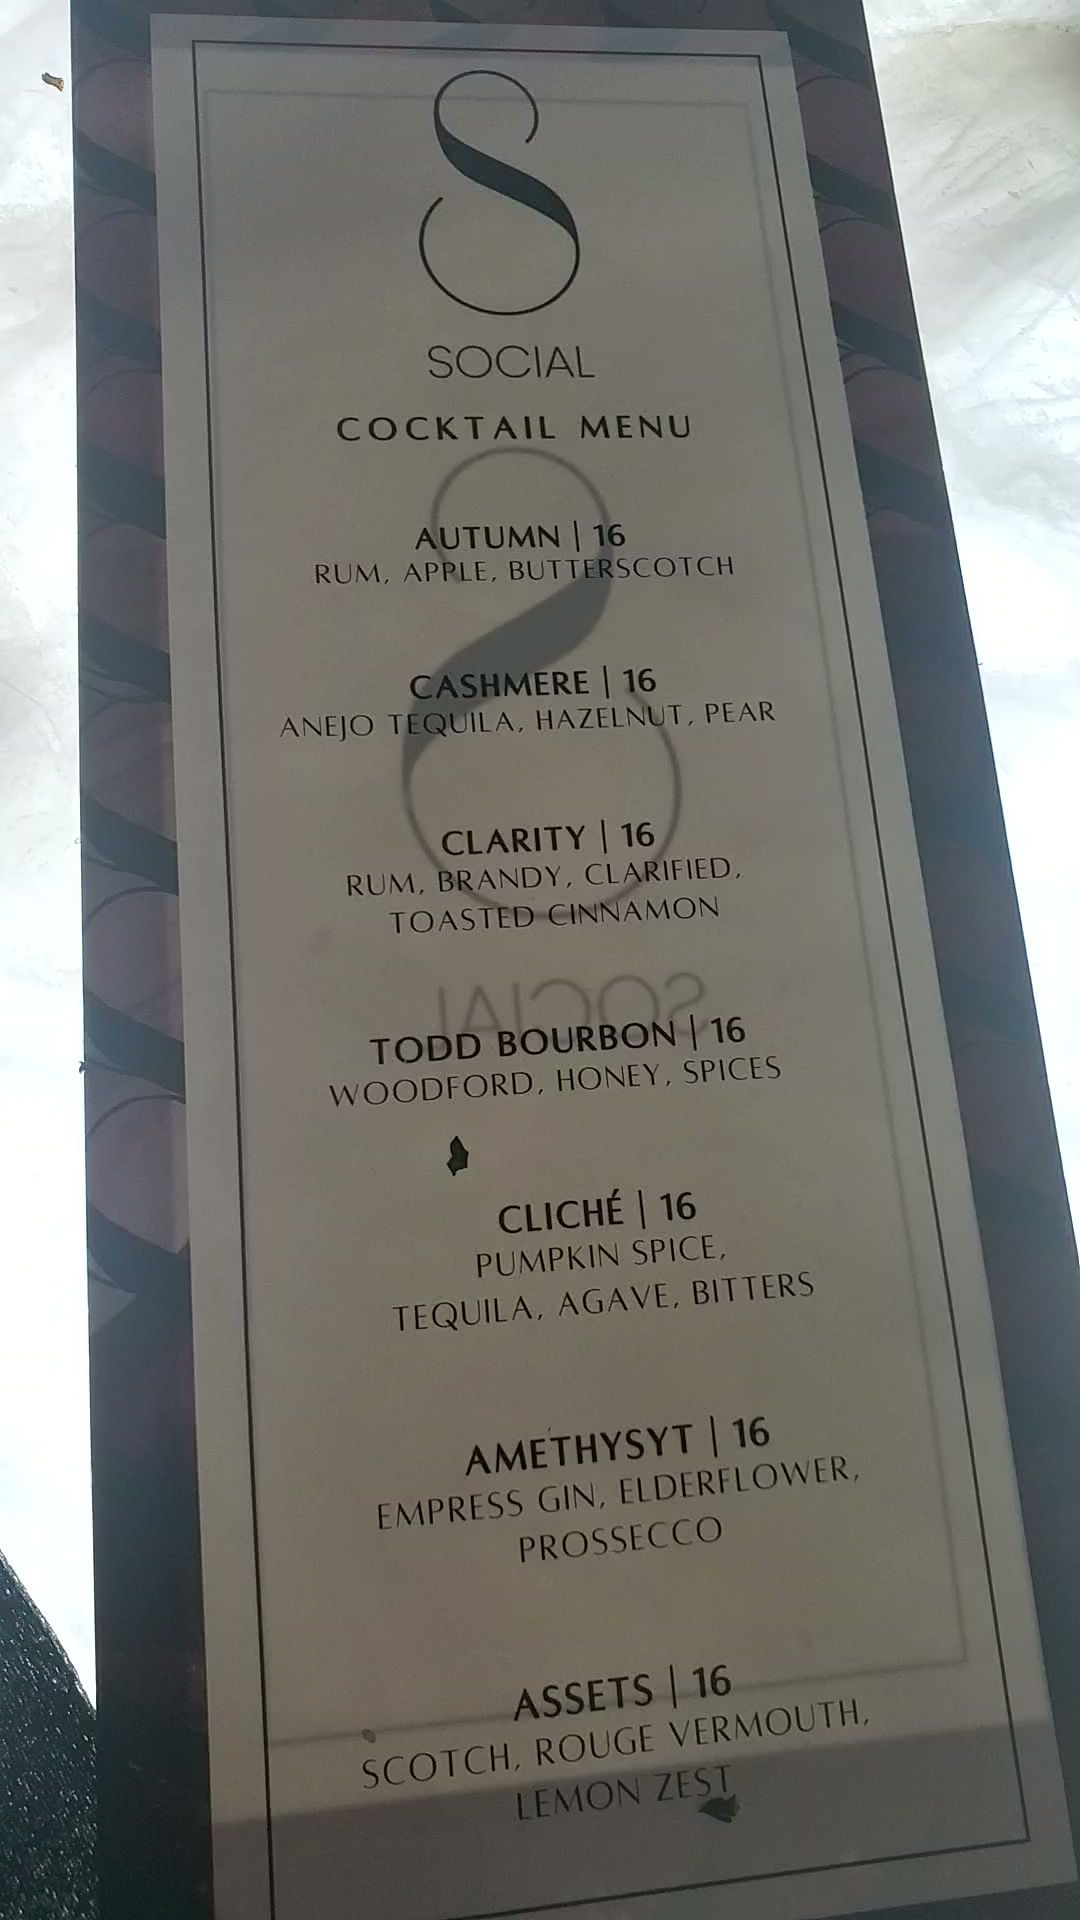 S
SOCIAL
COCKTAIL MENU
AUTUMN | 16
RUM, APPLE, BUTTERSCOTCH
CASHMERE | 16
ANEJO TEQUILA, HAZELNUT, PEAR
CLARITY | 16
RUM, BRANDY, CLARIFIED,
TOASTED CINNAMON
SOCIAL
TODD BOURBON | 16
WOODFORD, HONEY, SPICES
CLICHÉ | 16
PUMPKIN SPICE,
TEQUILA, AGAVE, BITTERS
AMETHYSYT | 16
EMPRESS GIN, ELDERFLOWER,
PROSSECCO
ASSETS | 16
SCOTCH, ROUGE VERMOUTH,
LEMON ZEST